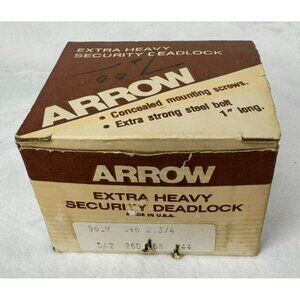 EXTRA HEAVY
SECURITY DEADLOCK
ARROW
• Concealed mounting screws.
• Extra strong steel bolt
1" long.
ARROW
EXTRA HEAVY
SECURITY DEADLOCK
MADE IN U.S.A.